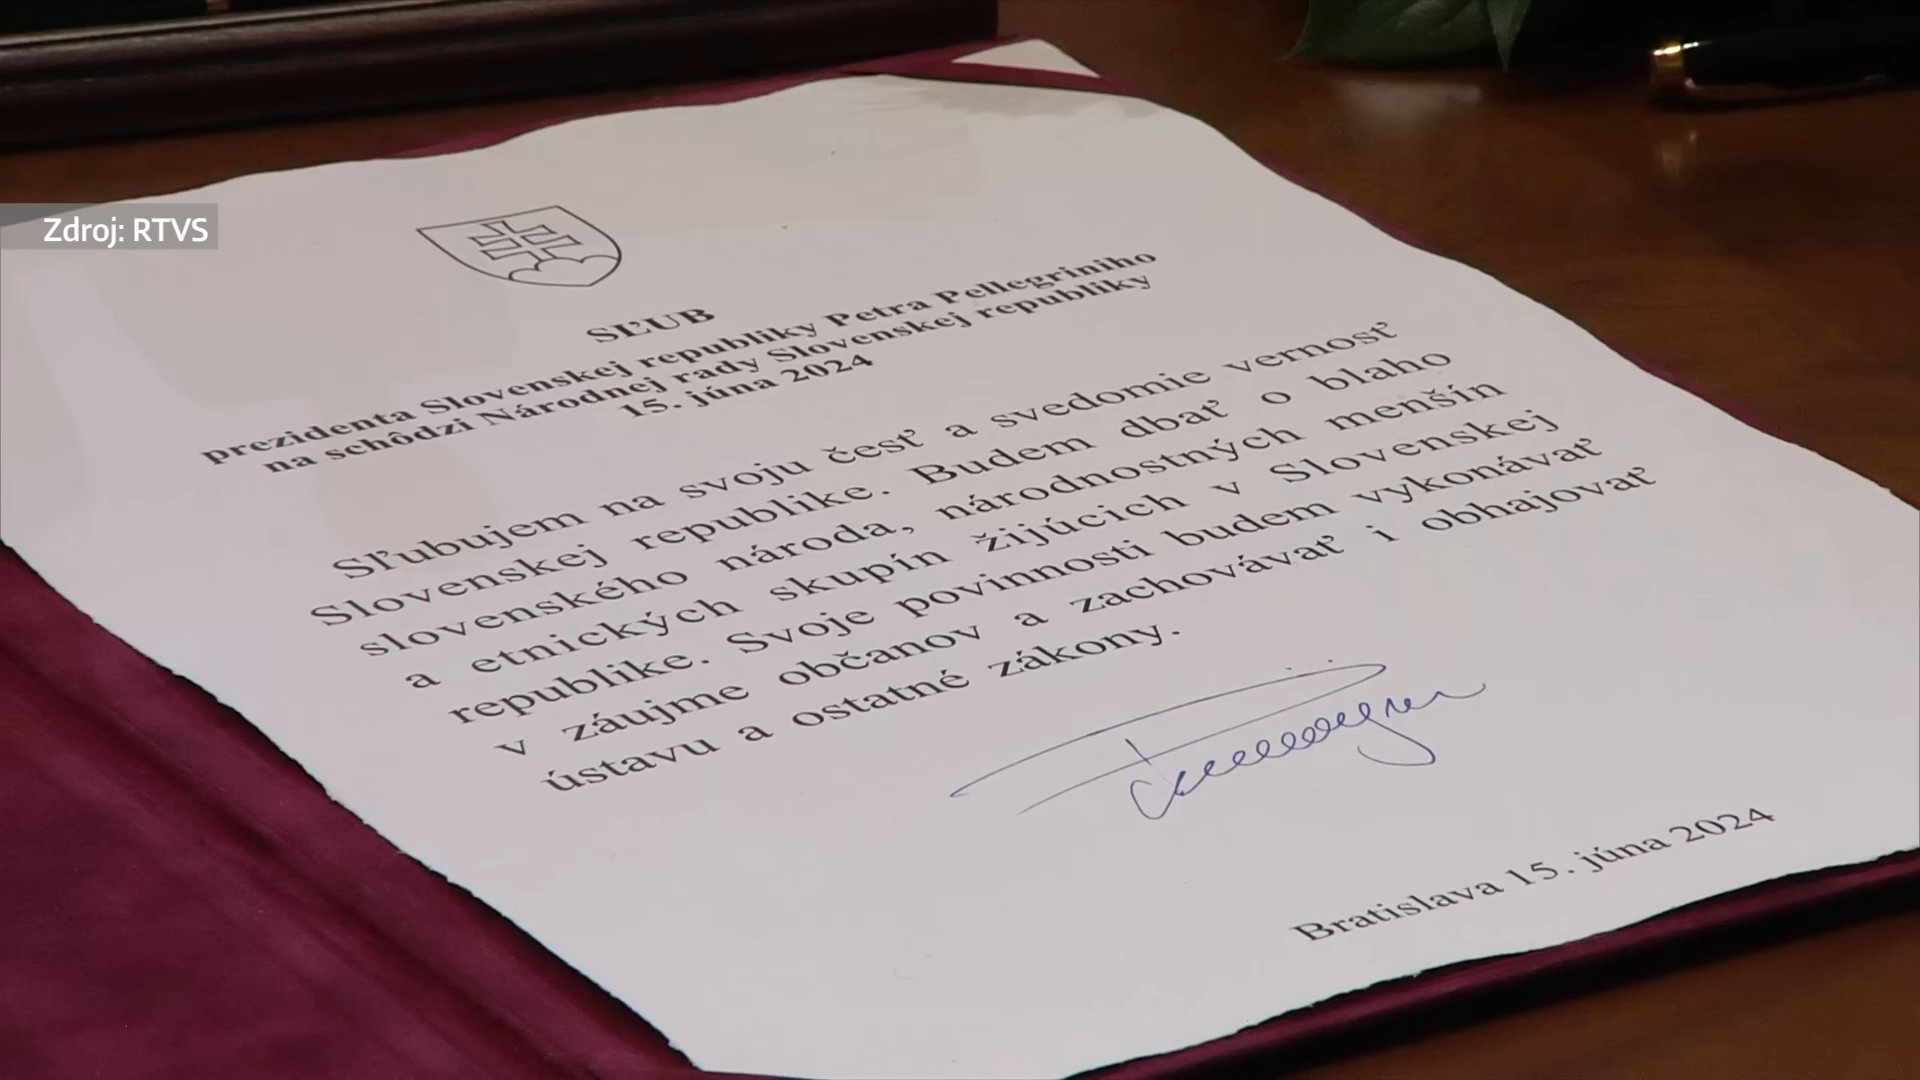 Zdroj: RTVS
SĽUB
prezidenta Slovenskej republiky Petra Pellegriniho
na schôdzi Národnej rady Slovenskej republiky
15. júna 2024
Sľubujem na svoju česť a svedomie vernosť
Slovenskej republike. Budem dbať o blaho
slovenského národa, národnostných menšín
a etnických skupín žijúcich v Slovenskej
republike. Svoje povinnosti budem vykonávať
v záujme občanov a zachovávať i obhajovať
ústavu a ostatné zákony.
Bratislava 15. júna 2024